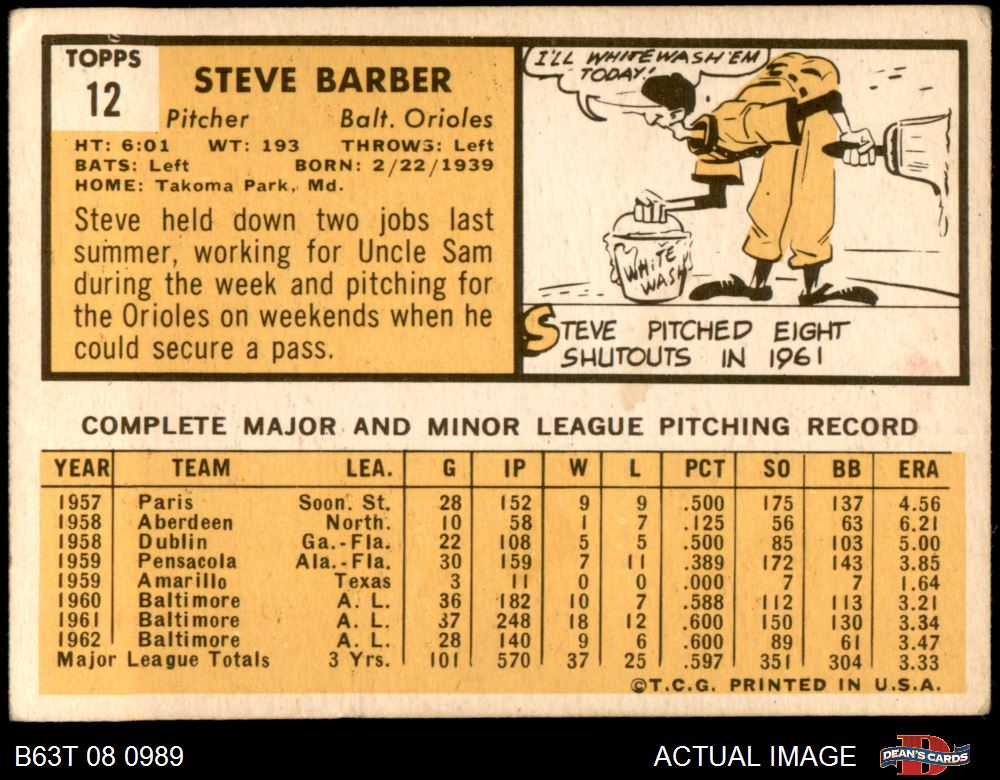 TOPPS
12
STEVE BARBER
Pitcher Balt. Orioles
HT: 6:01 WT: 193 THROWS: Left
BATS: Left BORN: 2/22/1939
HOME: Takoma Park, Md.
Steve held down two jobs last
summer, working for Uncle Sam
during the week and pitching for
the Orioles on weekends when he
could secure a pass.
I'LL WHITEWASH 'EM
TODAY!
WHITE
WASH
STEVE PITCHED EIGHT
SHUTOUTS IN 1961
COMPLETE MAJOR AND MINOR LEAGUE PITCHING RECORD
YEAR TEAM LEA. G IP W L PCT SO BB ERA
1957 Paris Soon. St. 28 152 9 9 .500 175 137 4.56
1958 Aberdeen North. 10 58 1 7 .125 56 63 6.21
1958 Dublin Ga.-Fla. 22 108 5 5 .500 85 103 5.00
1959 Pensacola Ala.-Fla. 30 159 7 11 .389 172 143 3.85
1959 Amarillo Texas 3 11 0 0 .000 7 7 1.64
1960 Baltimore A. L. 36 182 10 7 .588 112 113 3.21
1961 Baltimore A. L. 37 248 18 12 .600 150 130 3.34
1962 Baltimore A. L. 28 140 9 6 .600 89 61 3.47
Major League Totals 3 Yrs. 101 570 37 25 .597 351 304 3.33
©T.C.G. PRINTED IN U.S.A.
B63T 08 0989 ACTUAL IMAGE DEAN'S CARDS